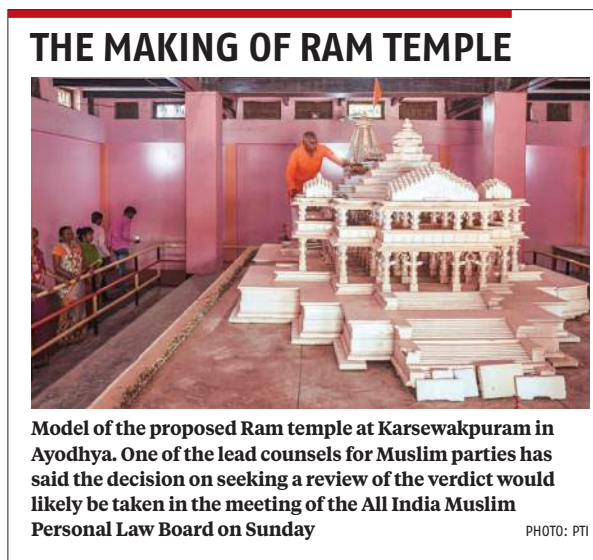 THE MAKING OF RAM TEMPLE
Model of the proposed Ram temple at Karsewakpuram in
Ayodhya. One of the lead counsels for Muslim parties has
said the decision on seeking a review of the verdict would
likely be taken in the meeting of the All India Muslim
Personal Law Board on Sunday
PHOTO: PTI